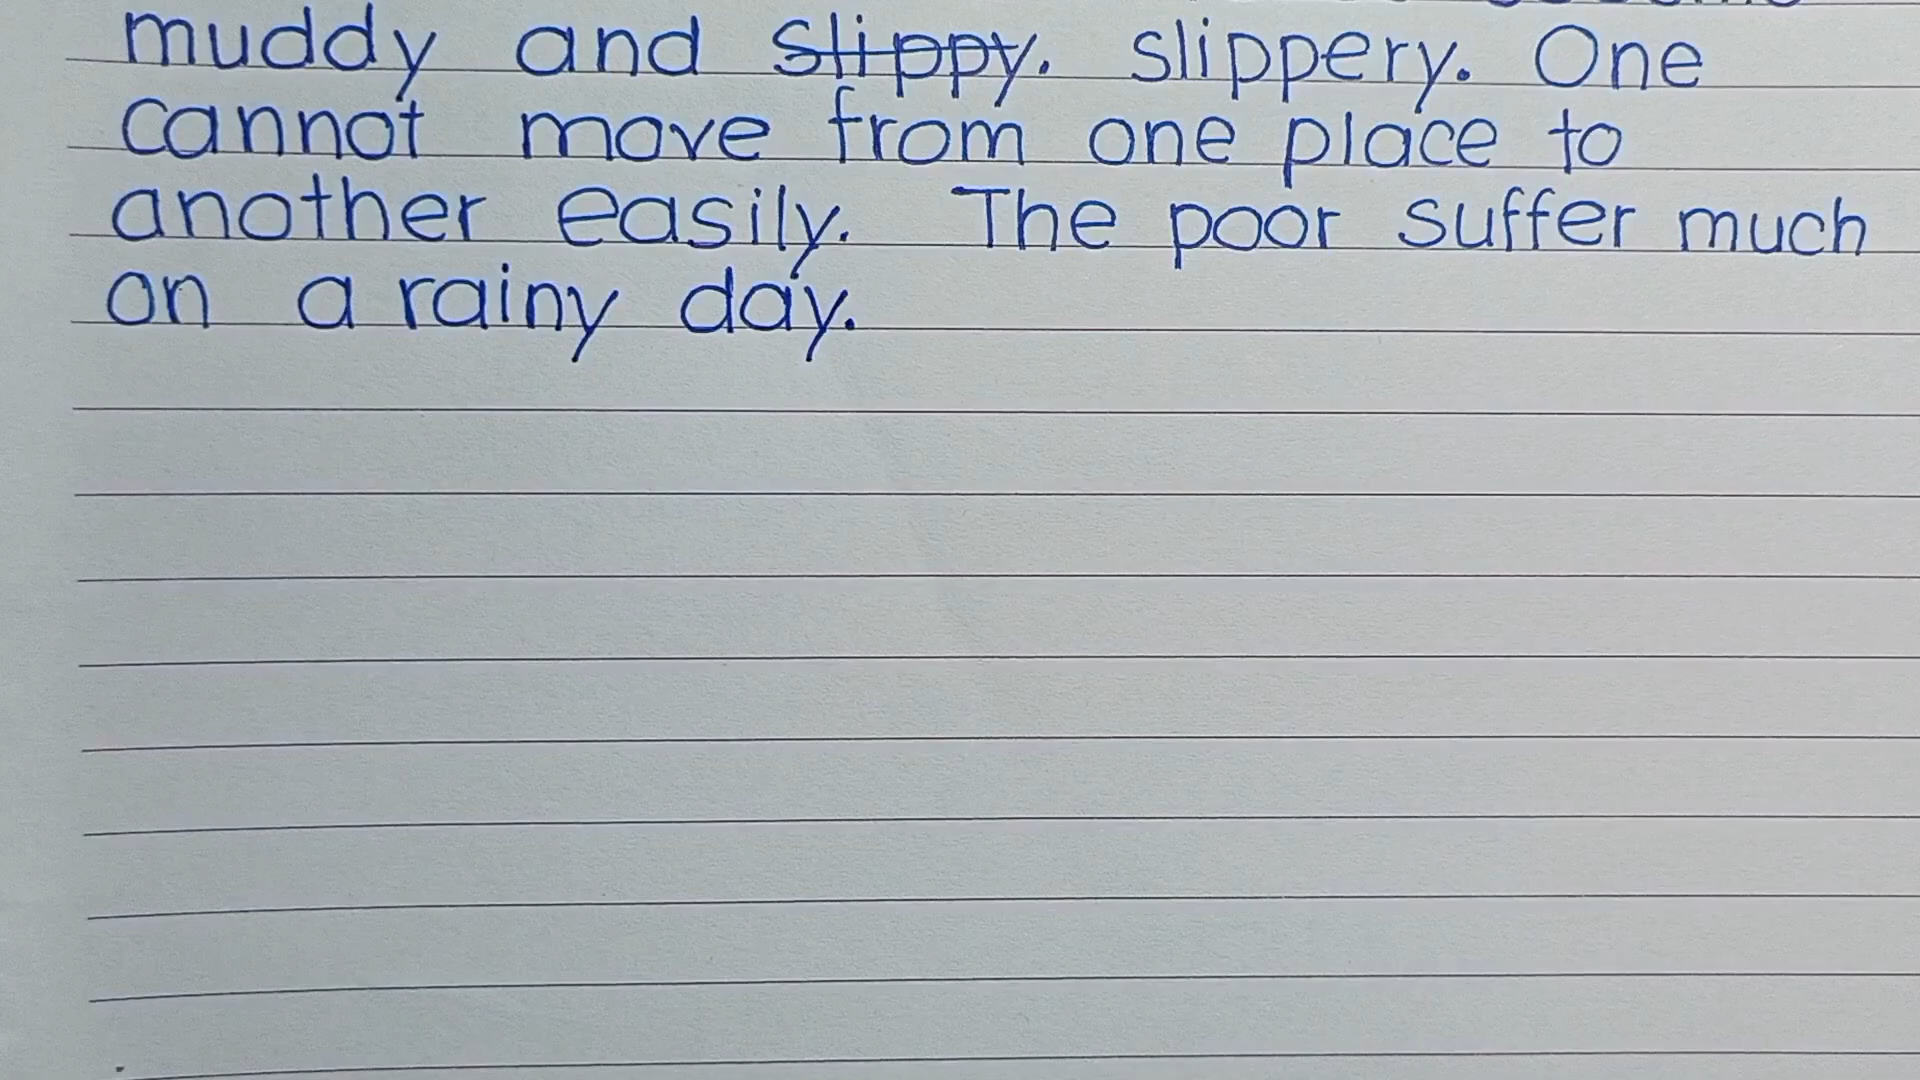 muddy and slippy. slippery. One
cannot move from one place to
another easily. The poor suffer much
on a rainy day.